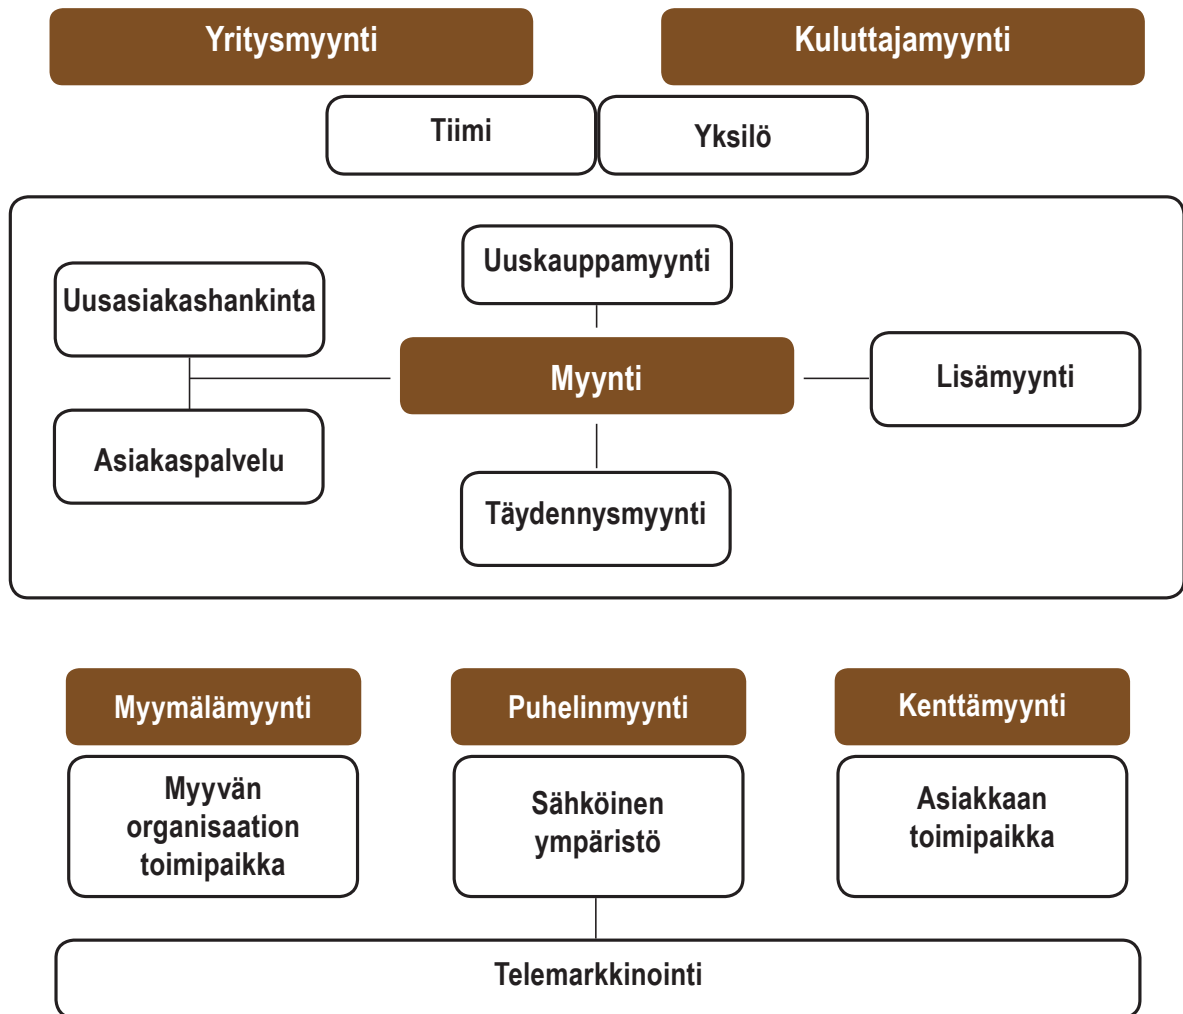 Yritysmyynti
Kuluttajamyynti
Tiimi
Yksilö
Uuskauppamyynti
Uusasiakashankinta
Myynti
Lisämyynti
Asiakaspalvelu
Täydennysmyynti
Myymälämyynti
Puhelinmyynti
Kenttämyynti
Myyvän
organisaation
toimipaikka
Sähköinen
ympäristö
Asiakkaan
toimipaikka
Telemarkkinointi